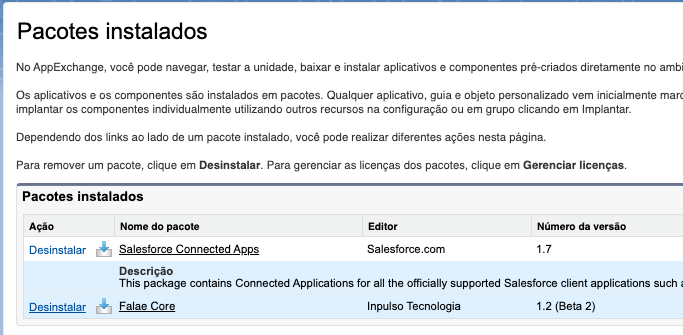 Pacotes instalados
No AppExchange, você pode navegar, testar a unidade, baixar e instalar aplicativos e componentes pré-criados diretamente no
Os aplicativos e os componentes são instalados em pacotes. Qualquer aplicativo, guia e objeto personalizado vem inicialmente
implantar os componentes individualmente utilizando outros recursos na configuração ou em grupo clicando em Implantar.
Dependendo dos links ao lado de um pacote instalado, você pode realizar diferentes ações nesta página.
Para remover um pacote, clique em Desinstalar. Para gerenciar as licenças dos pacotes, clique em Gerenciar licenças.
Pacotes instalados
Ação Nome do pacote Editor Número da versão
Desinstalar Salesforce Connected Apps Salesforce.com 1.7
Descrição
This package contains Connected Applications for all the officially supported Salesforce client applications such
Desinstalar Falae Core Inpulso Tecnologia 1.2 (Beta 2)